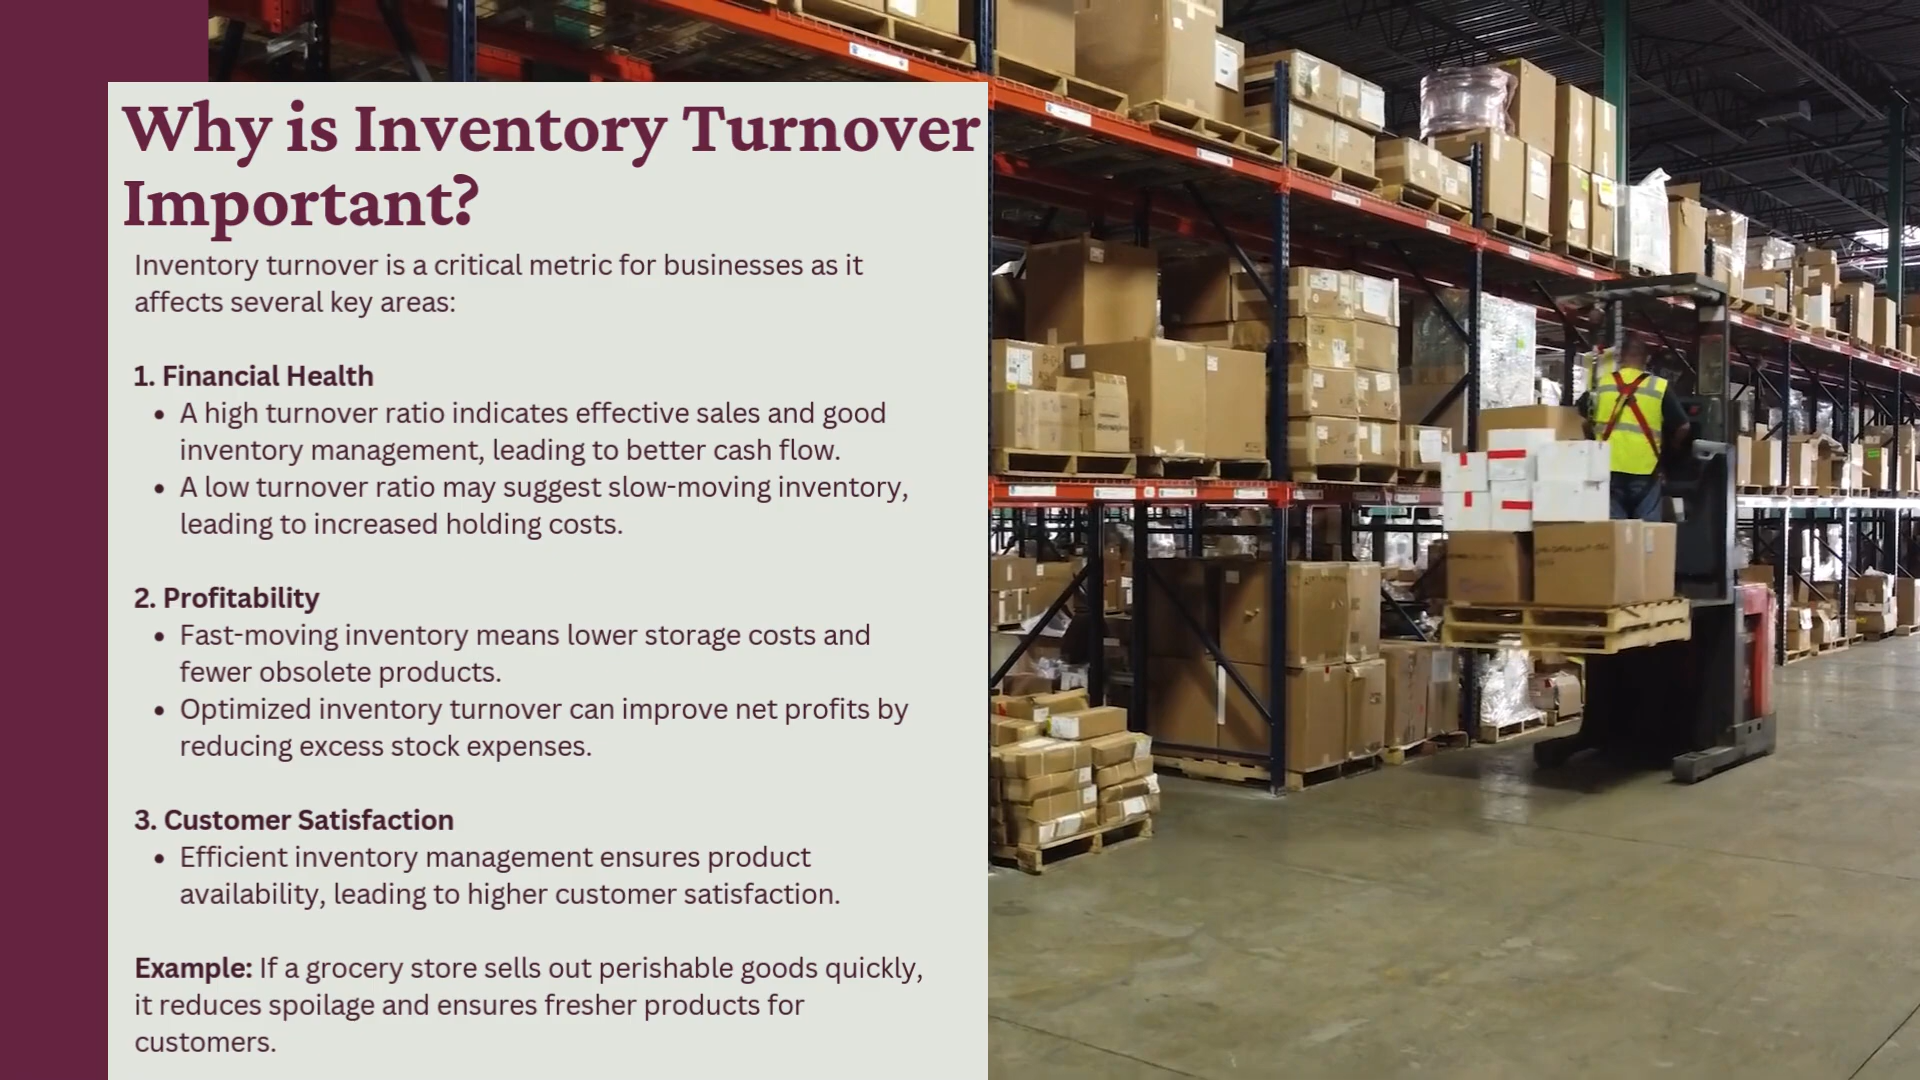 Why is Inventory Turnover
Important?
Inventory turnover is a critical metric for businesses as it
affects several key areas:
1. Financial Health
• A high turnover ratio indicates effective sales and good
inventory management, leading to better cash flow.
• A low turnover ratio may suggest slow-moving inventory,
leading to increased holding costs.
2. Profitability
• Fast-moving inventory means lower storage costs and
fewer obsolete products.
• Optimized inventory turnover can improve net profits by
reducing excess stock expenses.
3. Customer Satisfaction
• Efficient inventory management ensures product
availability, leading to higher customer satisfaction.
Example: If a grocery store sells out perishable goods quickly,
it reduces spoilage and ensures fresher products for
customers.